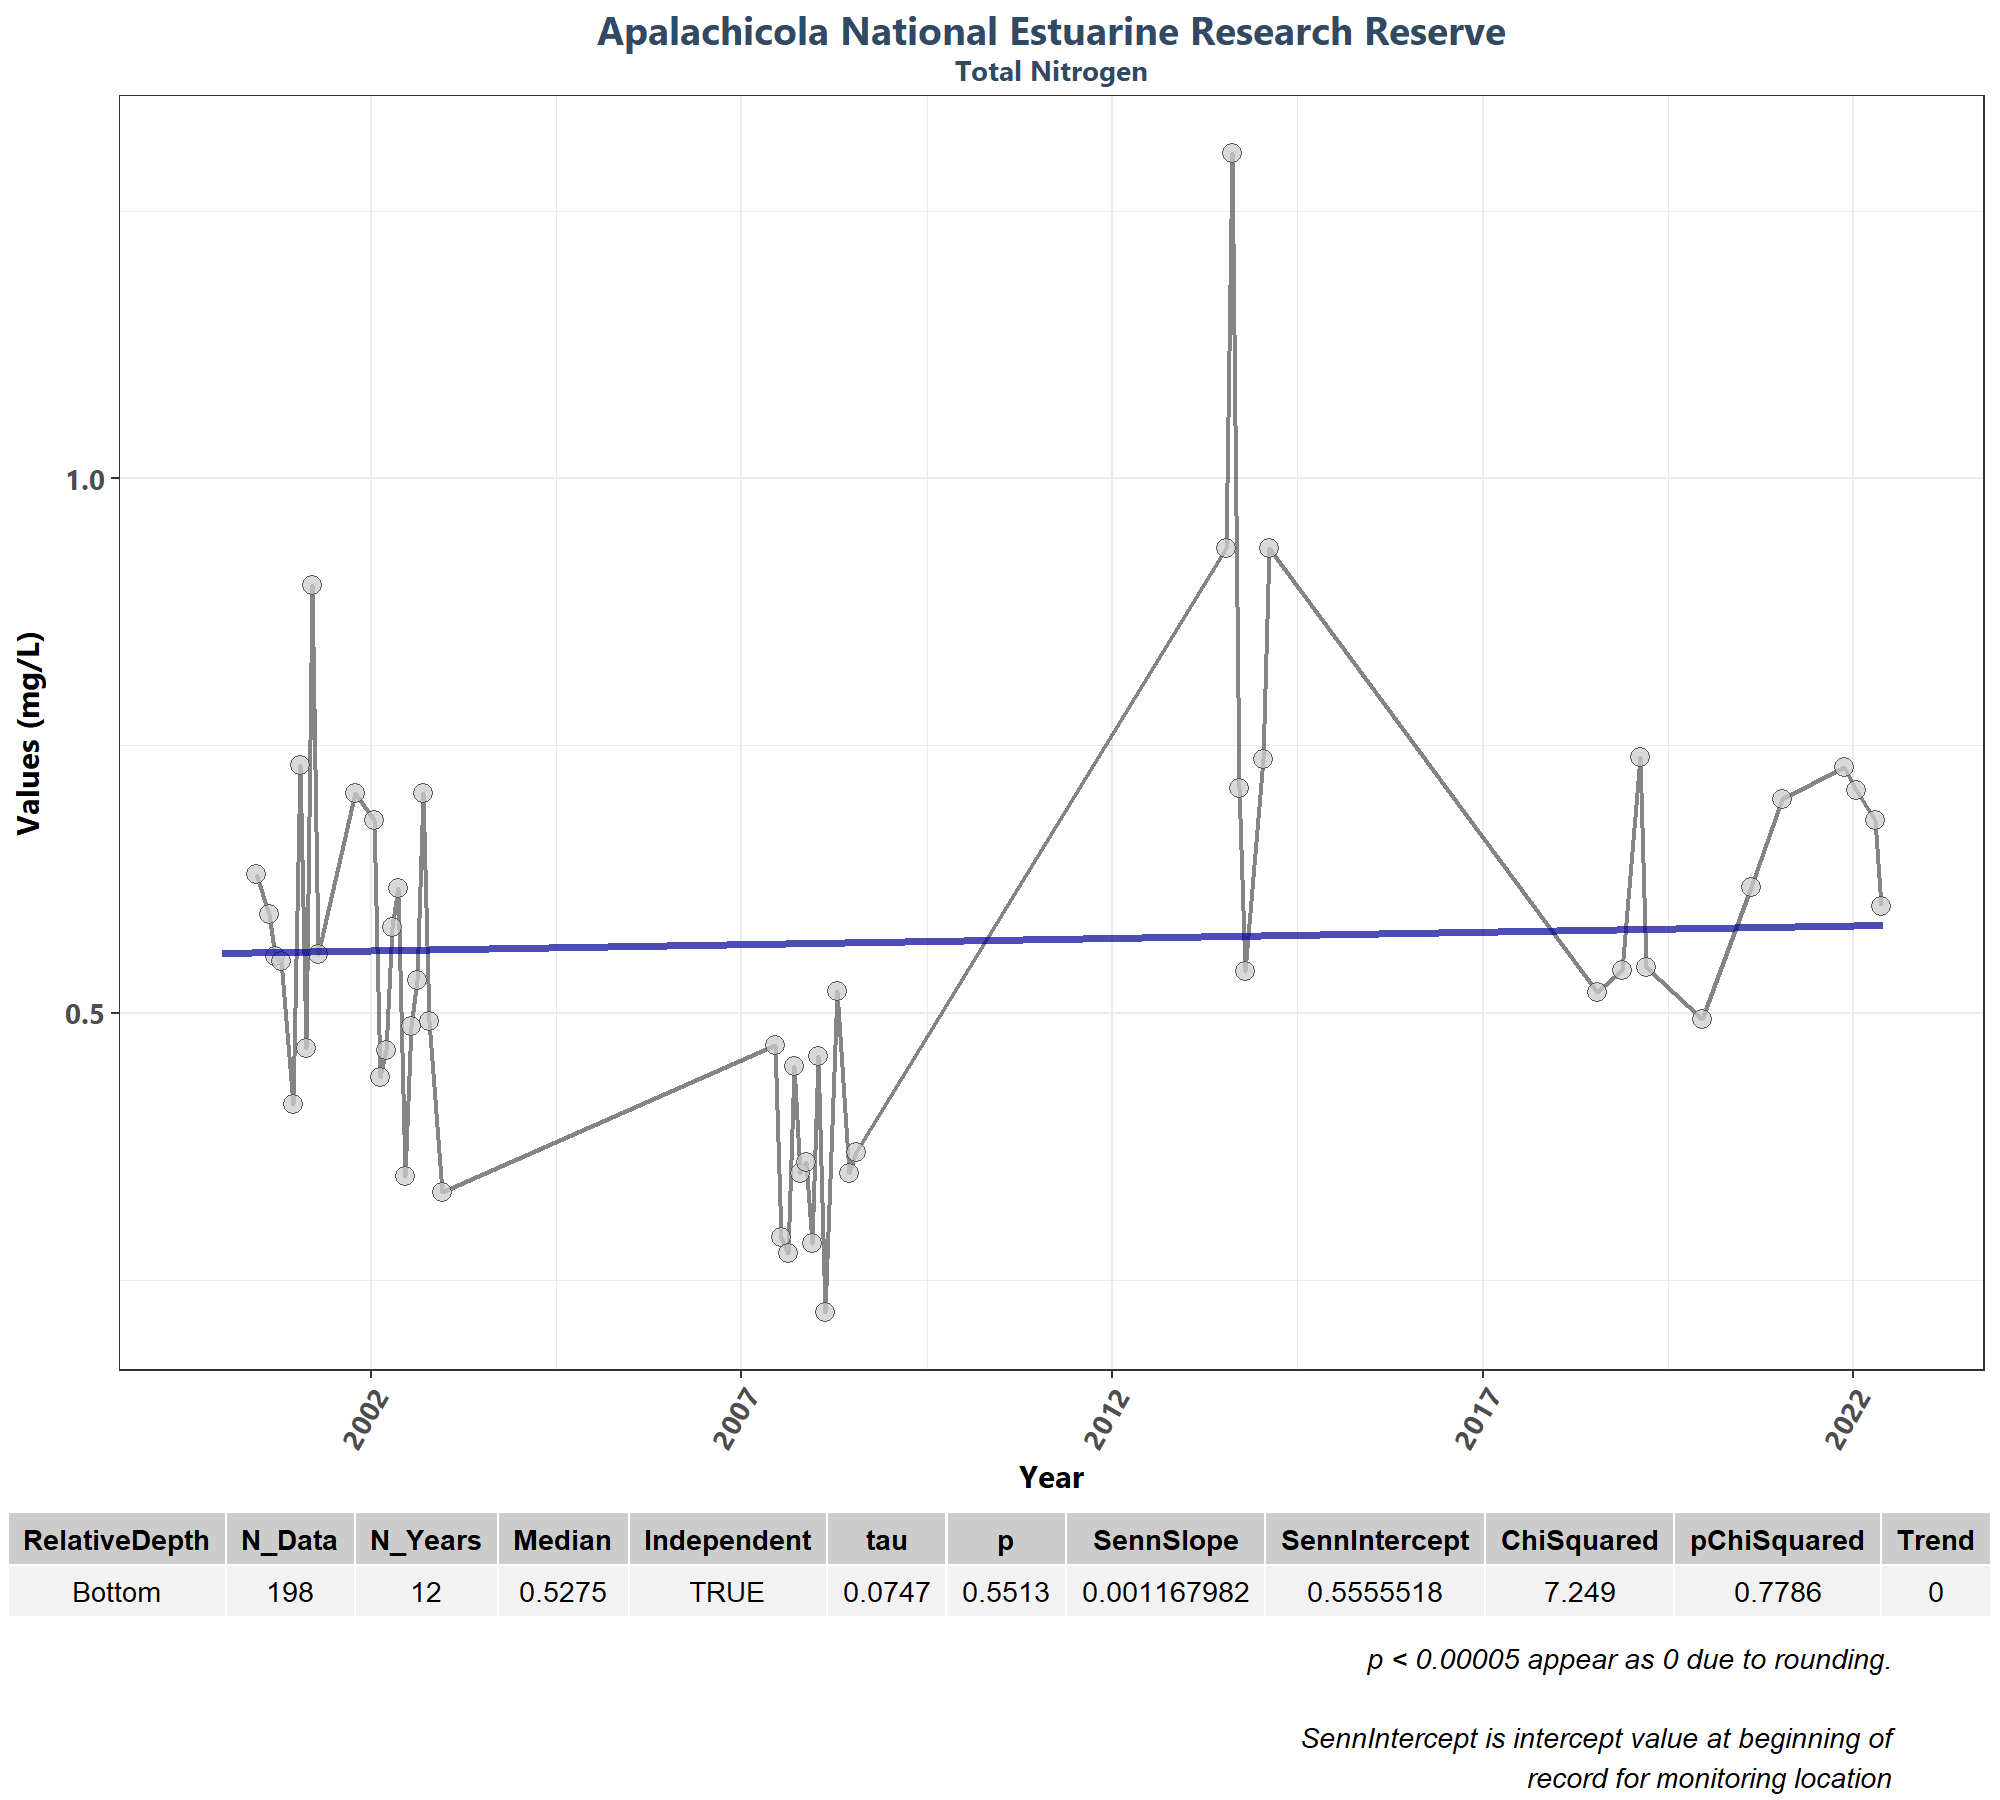 Apalachicola National Estuarine Research Reserve
Total Nitrogen
Values (mg/L)
1.0
0.5
2002
2007
2012
2017
2022
Year
RelativeDepth N_Data N_Years Median Independent tau p SennSlope SennIntercept ChiSquared pChiSquared Trend
Bottom 198 12 0.5275 TRUE 0.0747 0.5513 0.001167982 0.5555518 7.249 0.7786 0
p < 0.00005 appear as 0 due to rounding.
SennIntercept is intercept value at beginning of
record for monitoring location